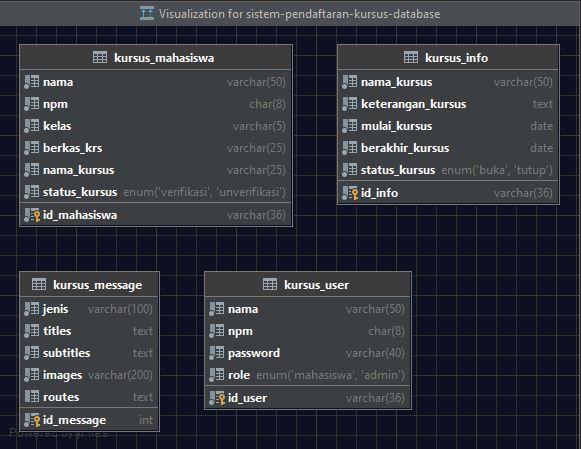 Visualization for sistem-pendaftaran-kursus-database
kursus_mahasiswa
nama varchar(50)
npm char(8)
kelas varchar(5)
berkas_krs varchar(25)
nama_kursus varchar(25)
status_kursus enum('verifikasi', 'unverifikasi')
id_mahasiswa varchar(36)
kursus_info
nama_kursus varchar(50)
keterangan_kursus text
mulai_kursus date
berakhir_kursus date
status_kursus enum('buka', 'tutup')
id_info varchar(36)
kursus_message
jenis varchar(100)
titles text
subtitles text
images varchar(200)
routes text
id_message int
kursus_user
nama varchar(50)
npm char(8)
password varchar(40)
role enum('mahasiswa', 'admin')
id_user varchar(36)
Powered by yFiles